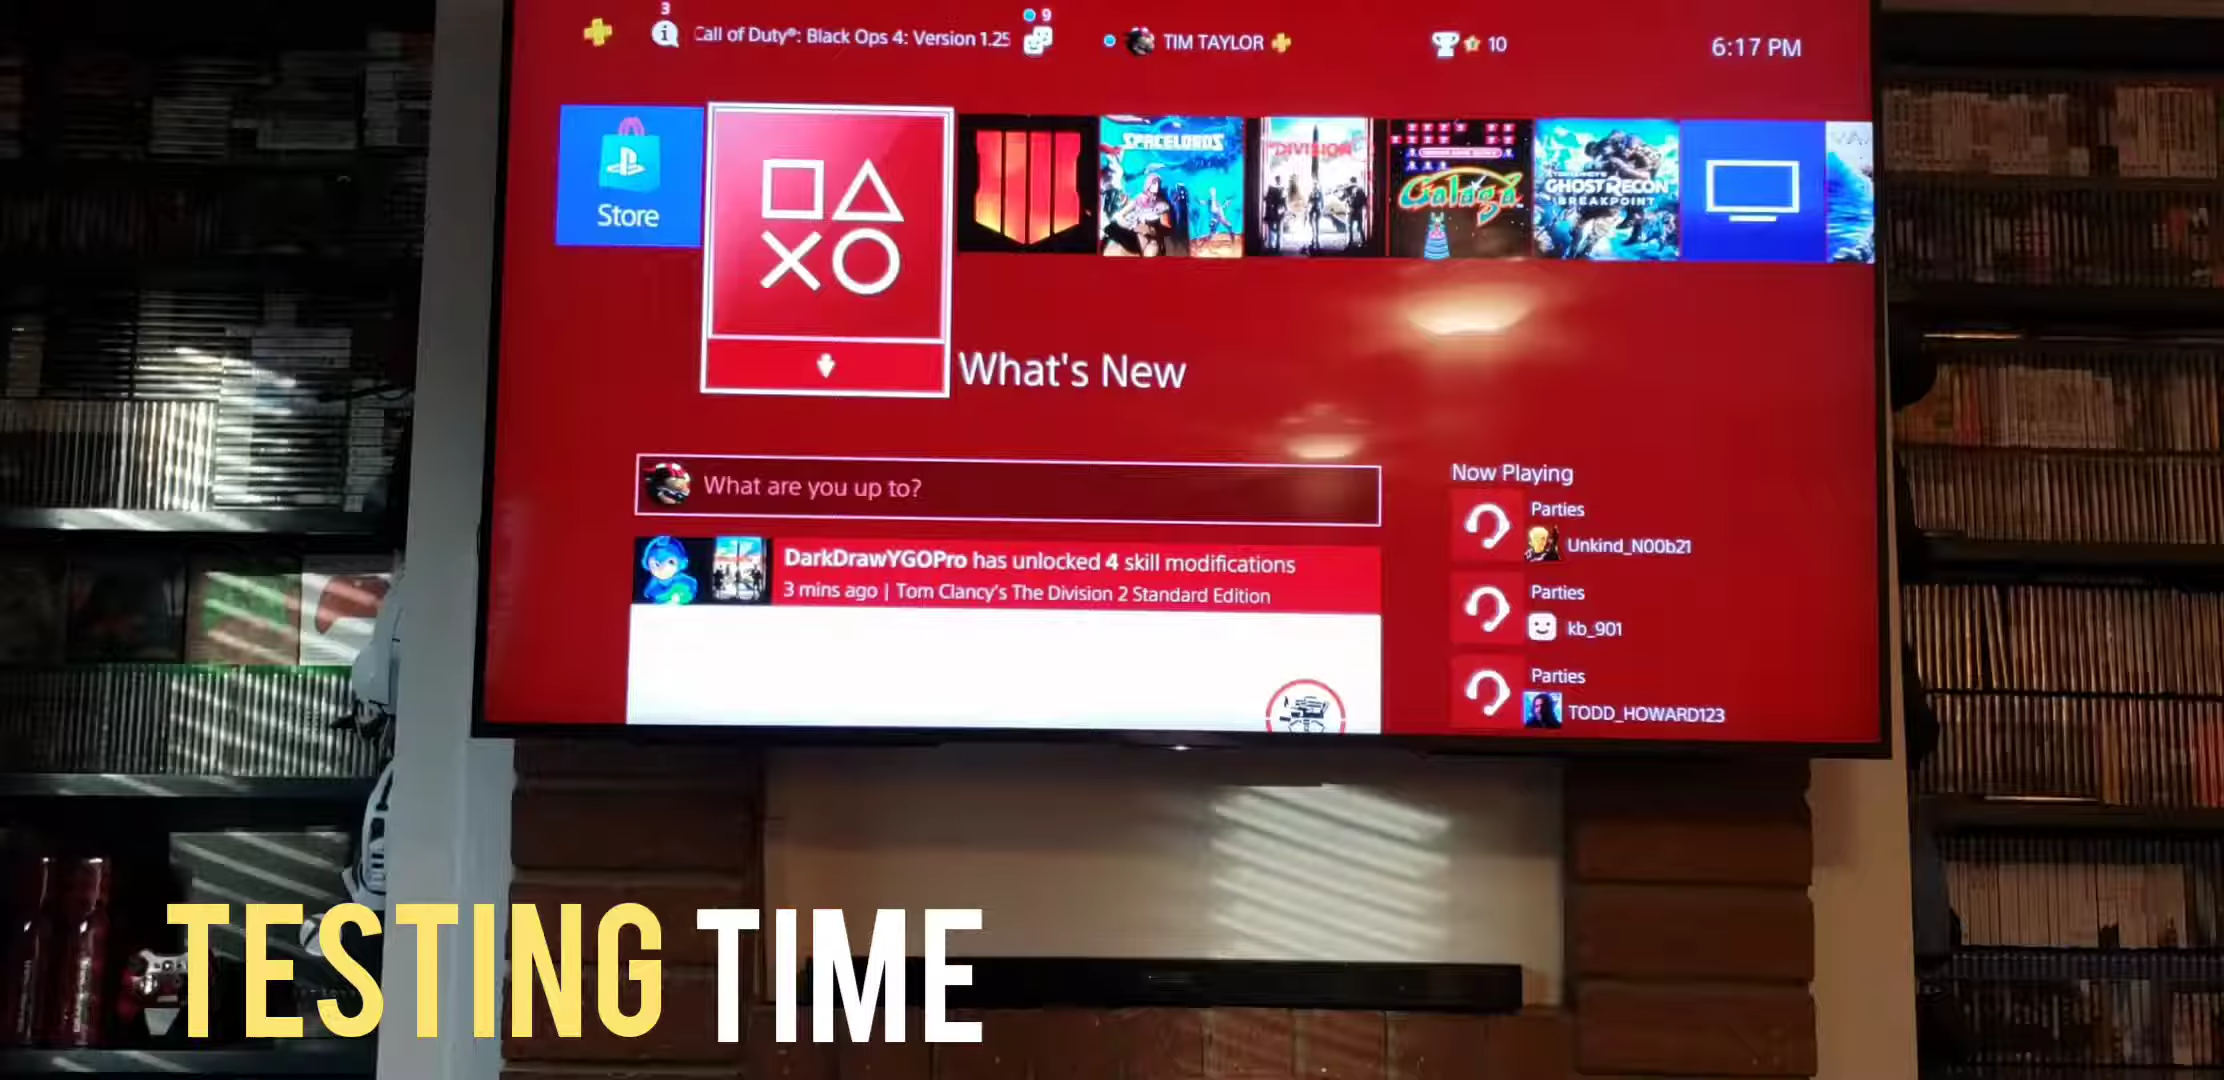 3
Call of Duty®: Black Ops 4: Version 1.25
9
TIM TAYLOR
10
6:17 PM
Store
SPACELORDS
DIVISION
Galaga
GHOST RECON
BREAKPOINT
What's New
What are you up to?
Now Playing
Parties
Unkind_N00b21
DarkDrawYGOPro has unlocked 4 skill modifications
3 mins ago | Tom Clancy's The Division 2 Standard Edition
Parties
kb_901
Parties
TODD_HOWARD123
TESTING TIME